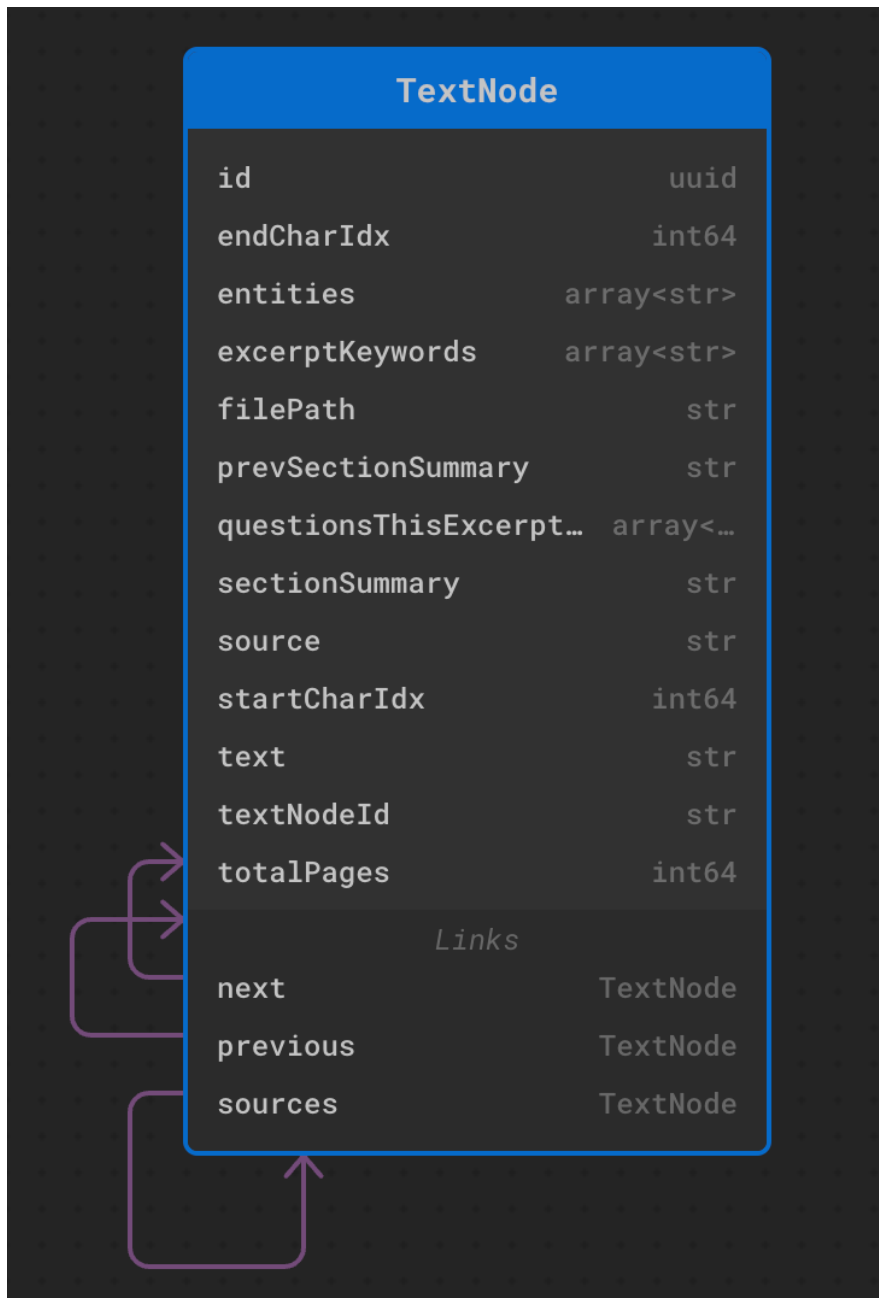 TextNode
id uuid
endCharIdx int64
entities array<str>
excerptKeywords array<str>
filePath str
prevSectionSummary str
questionsThisExcerpt… array<…
sectionSummary str
source str
startCharIdx int64
text str
textNodeId str
totalPages int64
Links
next TextNode
previous TextNode
sources TextNode